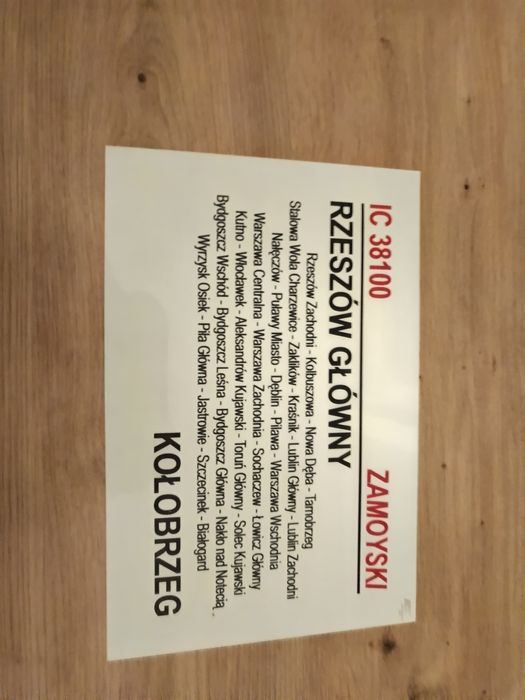 IC 38100 ZAMOYSKI
RZESZÓW GŁÓWNY
Rzeszów Zachodni - Kolbuszowa - Nowa Dęba - Tarnobrzeg
Stalowa Wola Charzewice - Zaklików - Kraśnik - Lublin Główny - Lublin Zachodni
Nałęczów - Puławy Miasto - Dęblin - Pilawa - Warszawa Wschodnia
Warszawa Centralna - Warszawa Zachodnia - Sochaczew - Łowicz Główny
Kutno - Włocławek - Aleksandrów Kujawski - Toruń Główny - Solec Kujawski
Bydgoszcz Wschód - Bydgoszcz Leśna - Bydgoszcz Główna - Nakło nad Notecią
Wyrzysk Osiek - Piła Główna - Jastrowie - Szczecinek - Białogard
KOŁOBRZEG